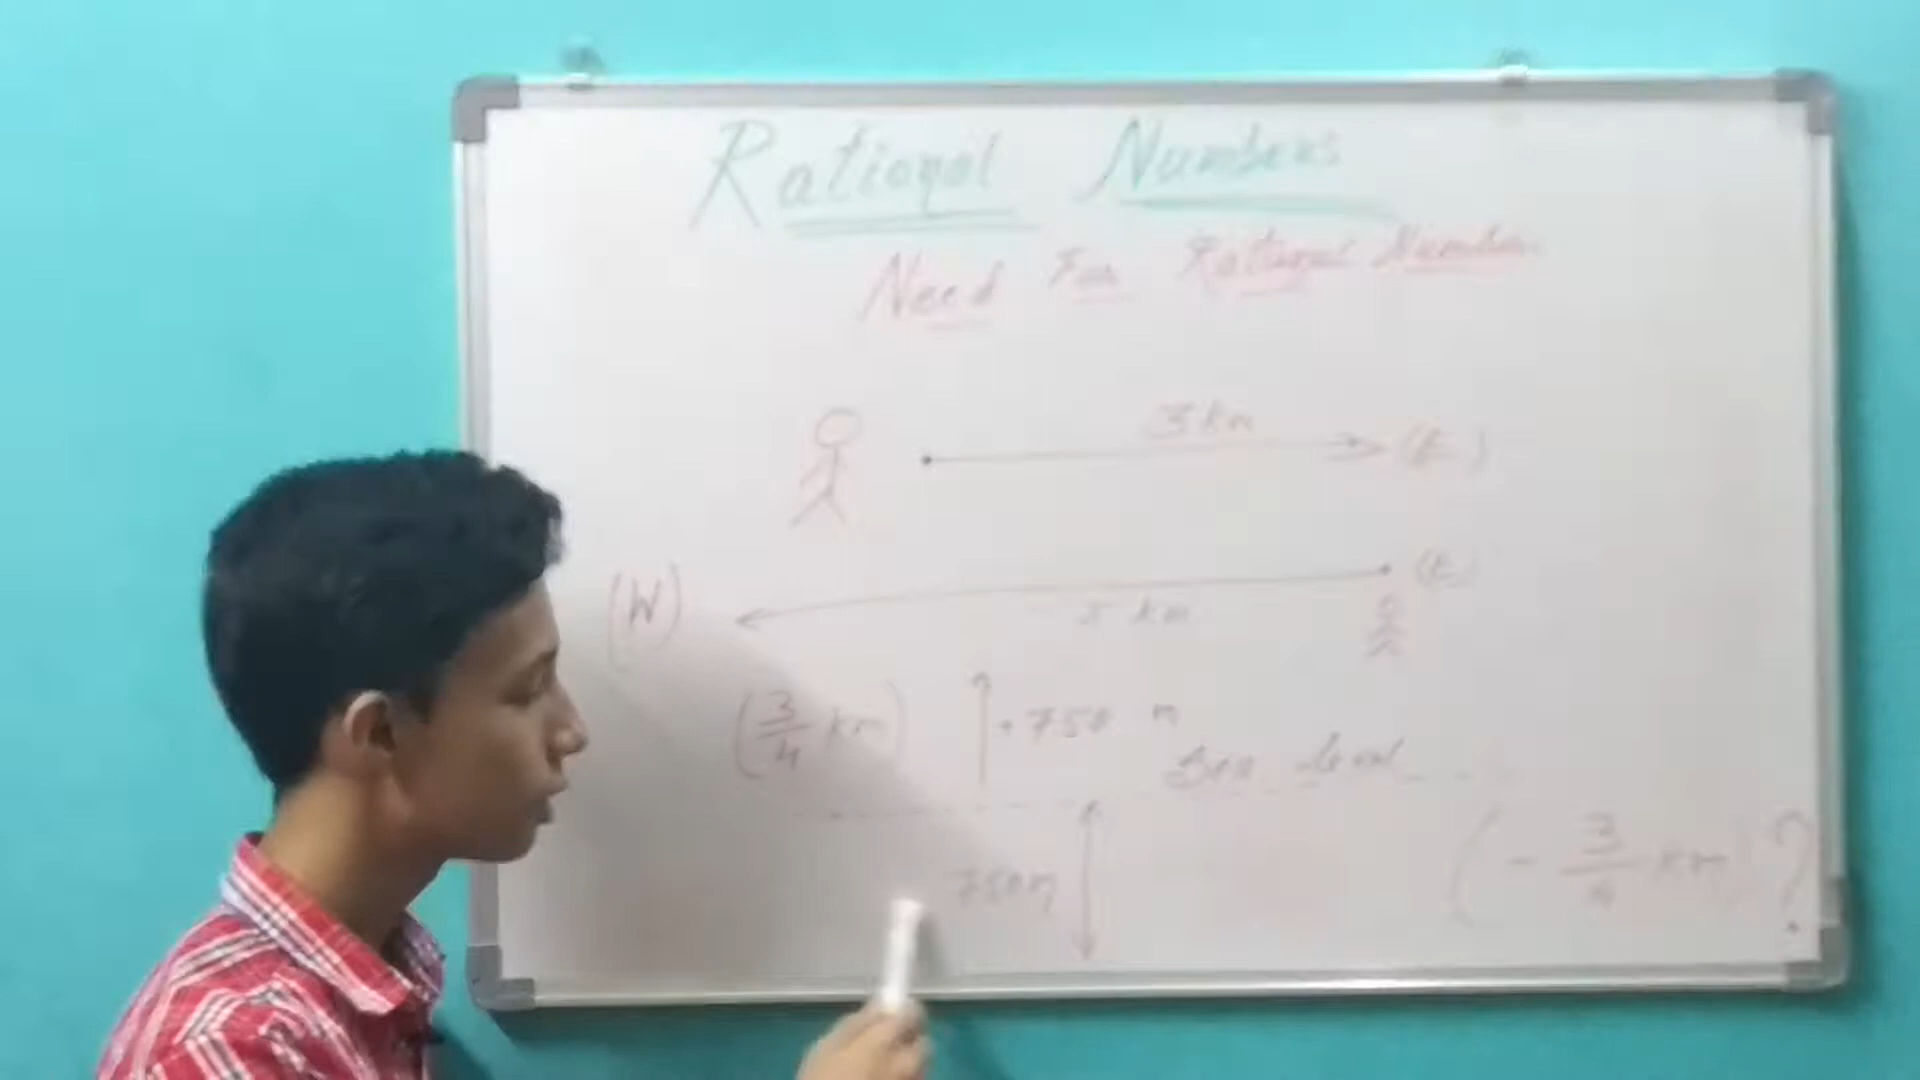 Rational Numbers
Need For Rational Numbers
3 km (E)
(W) (E)
5 km
(3/4 km) 750 m
Sea level
750m (- 3/4 km) ?